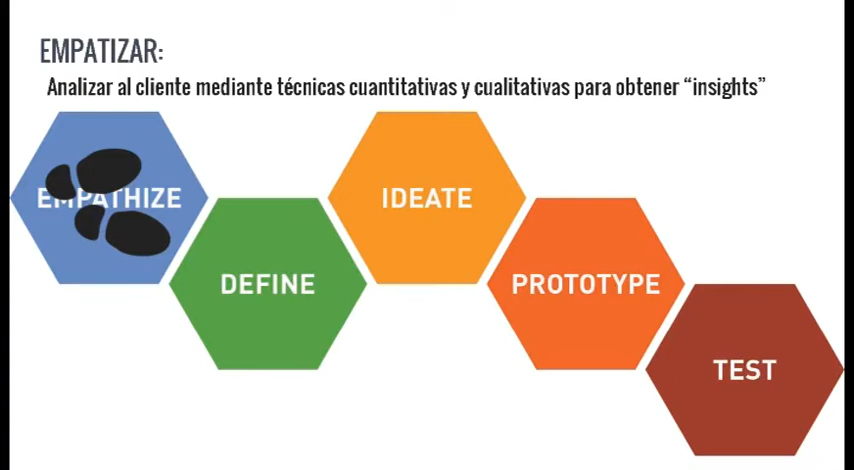 EMPATIZAR:
Analizar al cliente mediante técnicas cuantitativas y cualitativas para obtener “insights”
EMPATHIZE
IDEATE
DEFINE
PROTOTYPE
TEST